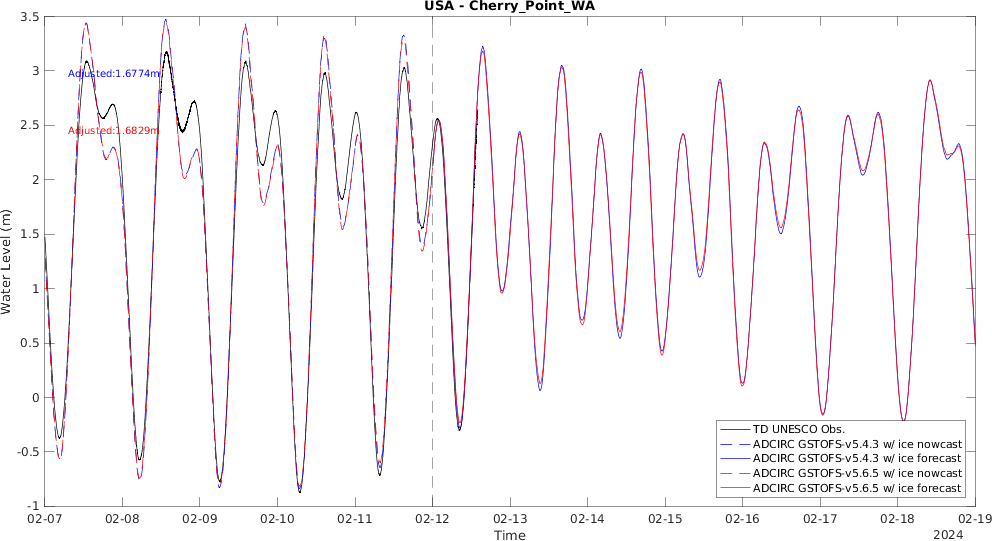 USA - Cherry_Point_WA
Water Level (m)
3.5
3
2.5
2
1.5
1
0.5
0
-0.5
-1
Adjusted:1.6774m
Adjusted:1.6829m
TD UNESCO Obs.
ADCIRC GSTOFS-v5.4.3 w/ ice nowcast
ADCIRC GSTOFS-v5.4.3 w/ ice forecast
ADCIRC GSTOFS-v5.6.5 w/ ice nowcast
ADCIRC GSTOFS-v5.6.5 w/ ice forecast
02-07 02-08 02-09 02-10 02-11 02-12 02-13 02-14 02-15 02-16 02-17 02-18 02-19
Time
2024